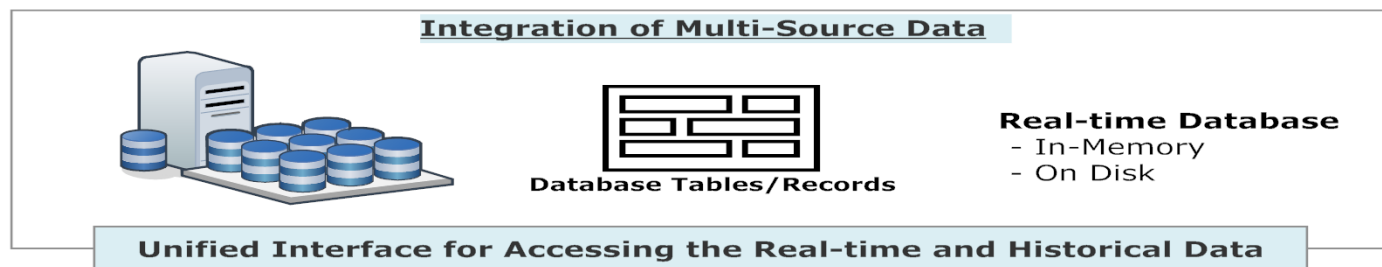 Integration of Multi-Source Data
Database Tables/Records
Real-time Database
- In-Memory
- On Disk
Unified Interface for Accessing the Real-time and Historical Data